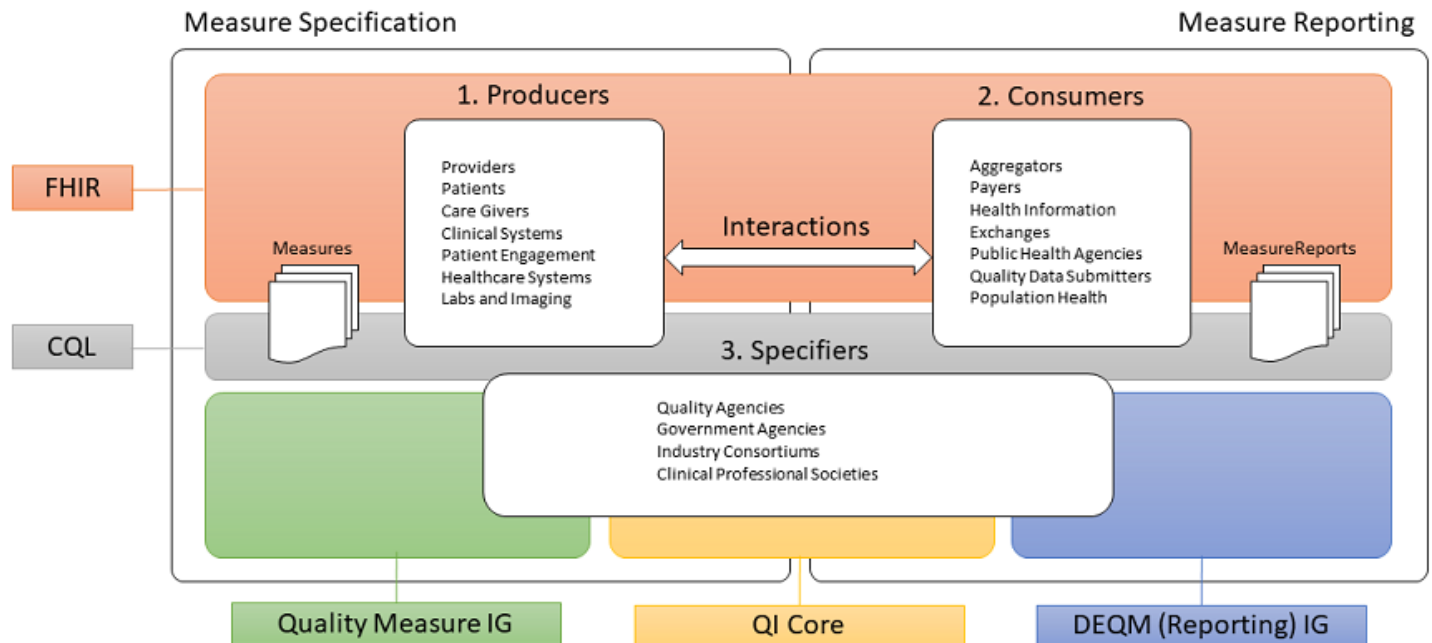 Measure Specification
Measure Reporting
1. Producers
2. Consumers
Providers
Patients
Care Givers
Clinical Systems
Patient Engagement
Healthcare Systems
Labs and Imaging
Aggregators
Payers
Health Information
Exchanges
Public Health Agencies
Quality Data Submitters
Population Health
FHIR
Interactions
Measures
MeasureReports
CQL
3. Specifiers
Quality Agencies
Government Agencies
Industry Consortiums
Clinical Professional Societies
Quality Measure IG
QI Core
DEQM (Reporting) IG